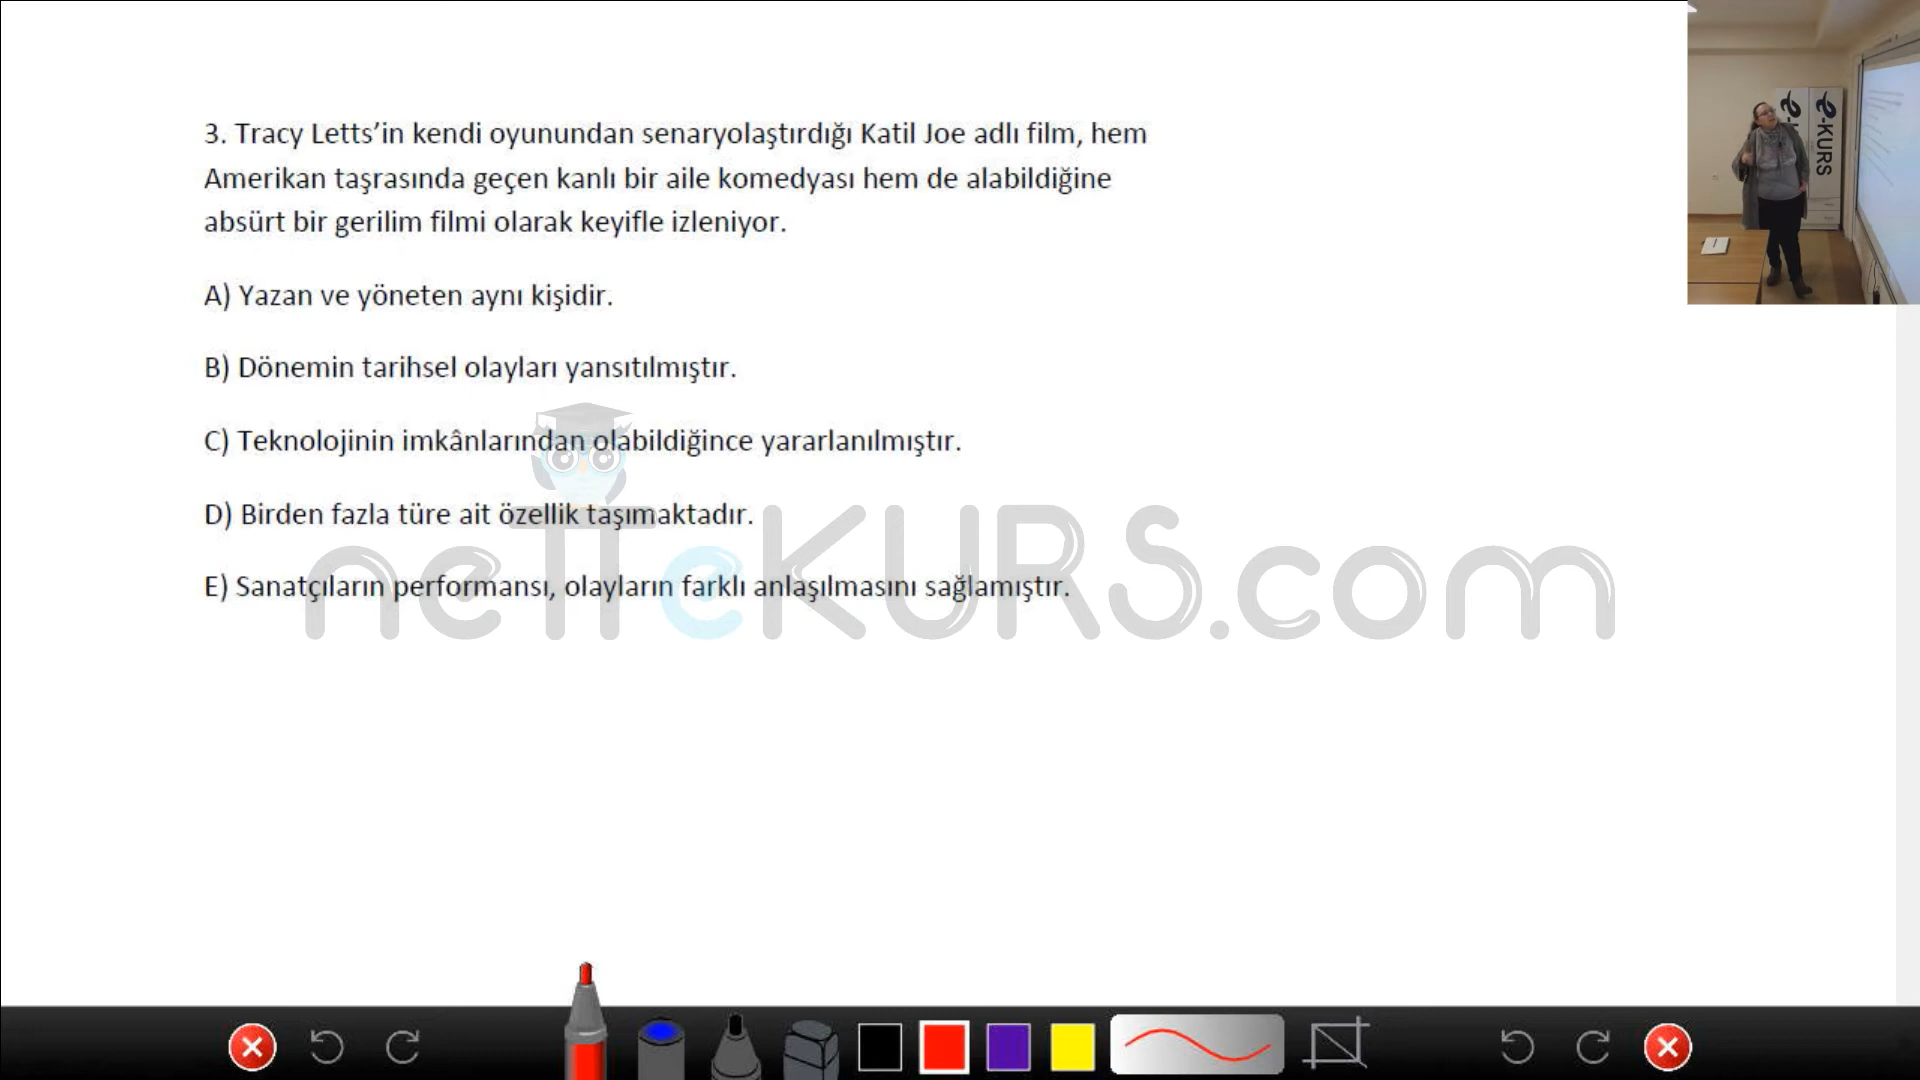 3. Tracy Letts’in kendi oyunundan senaryolaştırdığı Katil Joe adlı film, hem
Amerikan taşrasında geçen kanlı bir aile komedyası hem de alabildiğine
absürt bir gerilim filmi olarak keyifle izleniyor.
A) Yazan ve yöneten aynı kişidir.
B) Dönemin tarihsel olayları yansıtılmıştır.
C) Teknolojinin imkânlarından olabildiğince yararlanılmıştır.
D) Birden fazla türe ait özellik taşımaktadır.
E) Sanatçıların performansı, olayların farklı anlaşılmasını sağlamıştır.
netteKURS.com
e-KURS